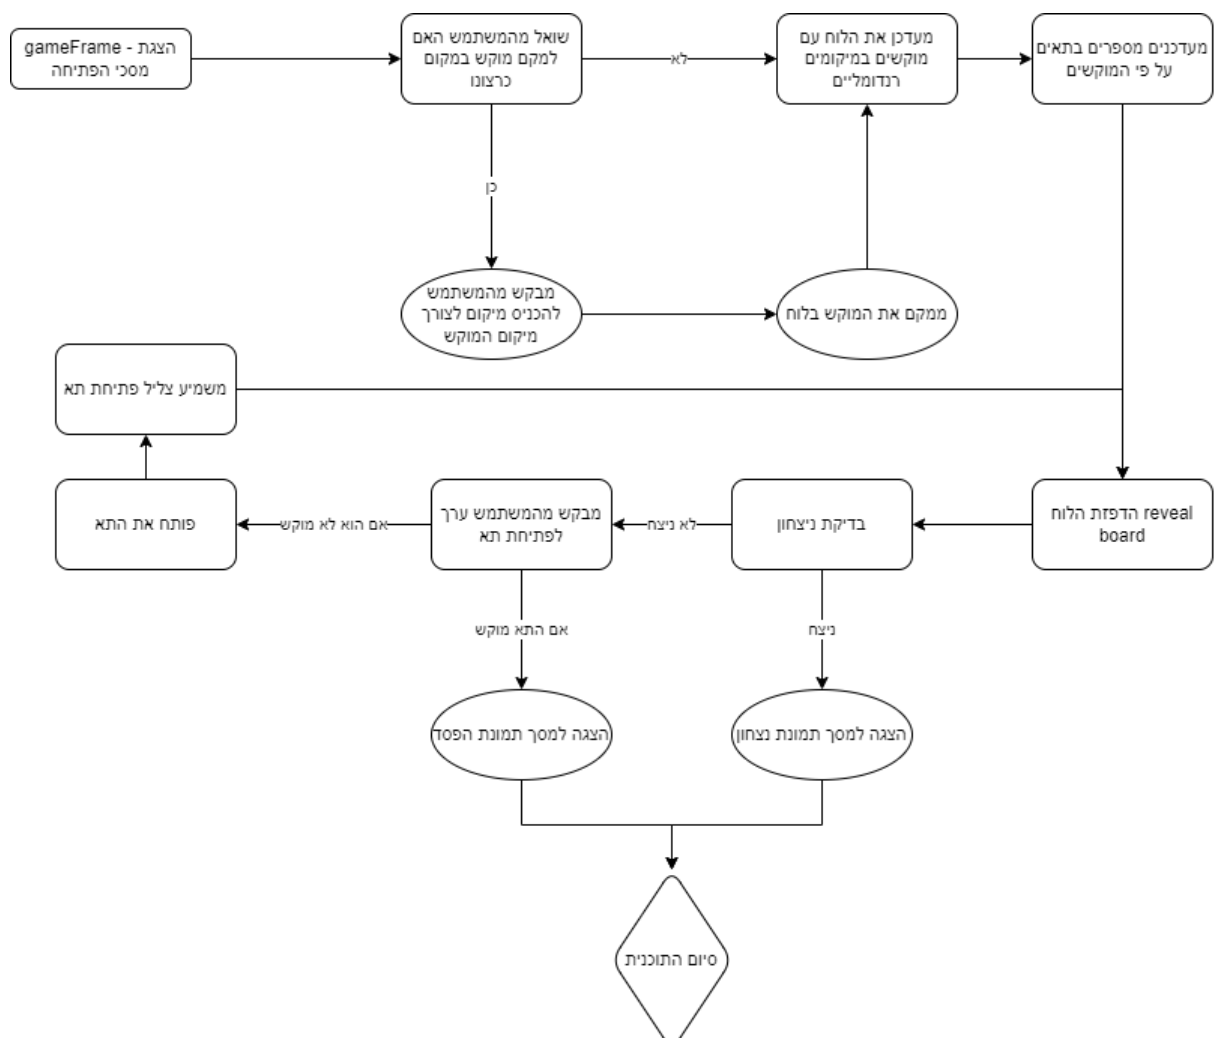 הצגת - gameFrame
מסכי הפתיחה
שואל מהמשתמש האם
למקם מוקש במקום
כרצונו
לא
מעדכן את הלוח עם
מוקשים במיקומים
רנדומליים
מעדכנים מספרים בתאים
על פי המוקשים
כן
מבקש מהמשתמש
להכניס מיקום לצורך
מיקום המוקש
ממקם את המוקש בלוח
משמיע צליל פתיחת תא
הדפזת הלוח reveal
board
בדיקת ניצחון
לא ניצח
מבקש מהמשתמש ערך
לפתיחת תא
אם הוא לא מוקש
פותח את התא
אם התא מוקש
ניצח
הצגה למסך תמונת הפסד
הצגה למסך תמונת נצחון
סיום התוכנית